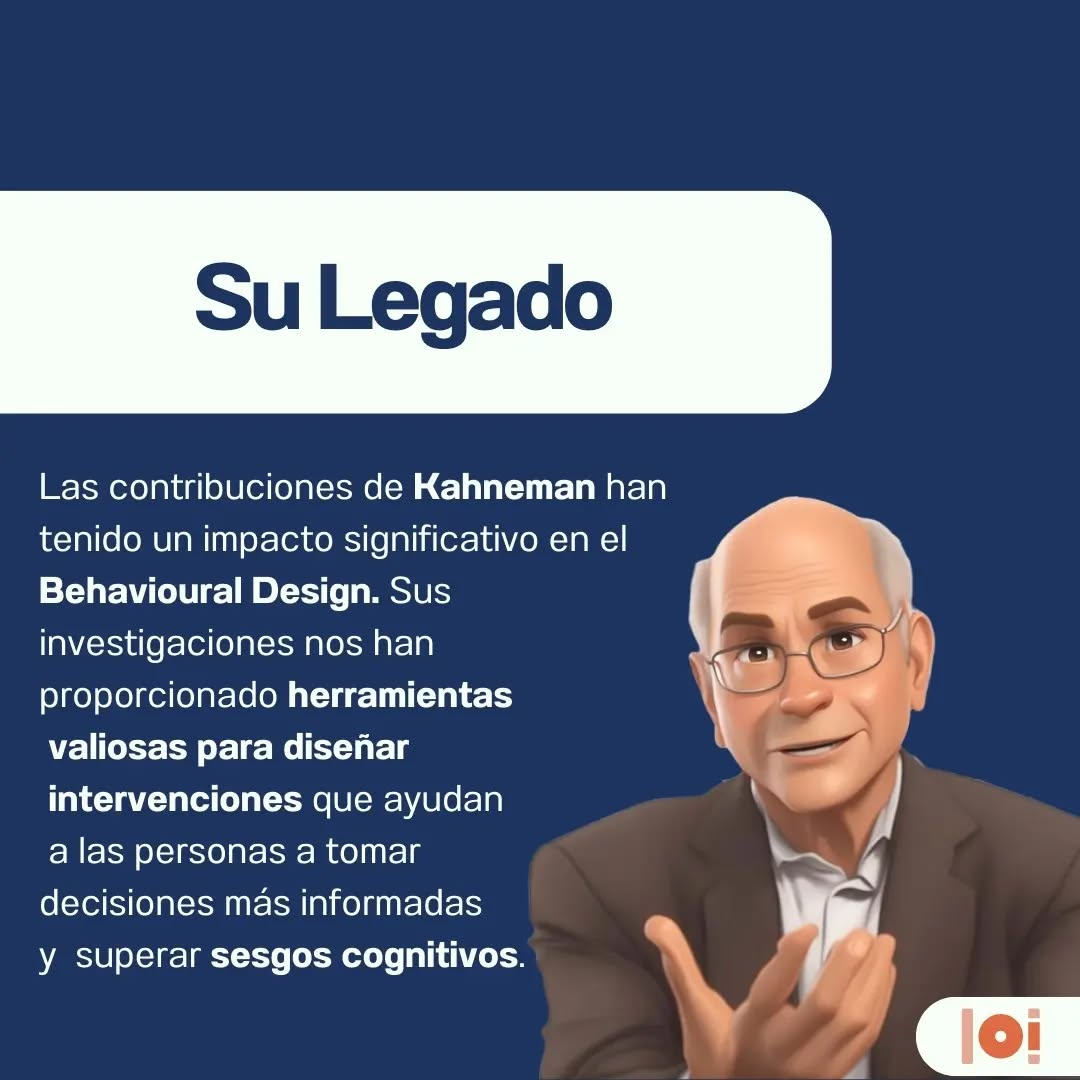 Su Legado
Las contribuciones de Kahneman han
tenido un impacto significativo en el
Behavioural Design. Sus
investigaciones nos han
proporcionado herramientas
valiosas para diseñar
intervenciones que ayudan
a las personas a tomar
decisiones más informadas
y superar sesgos cognitivos.